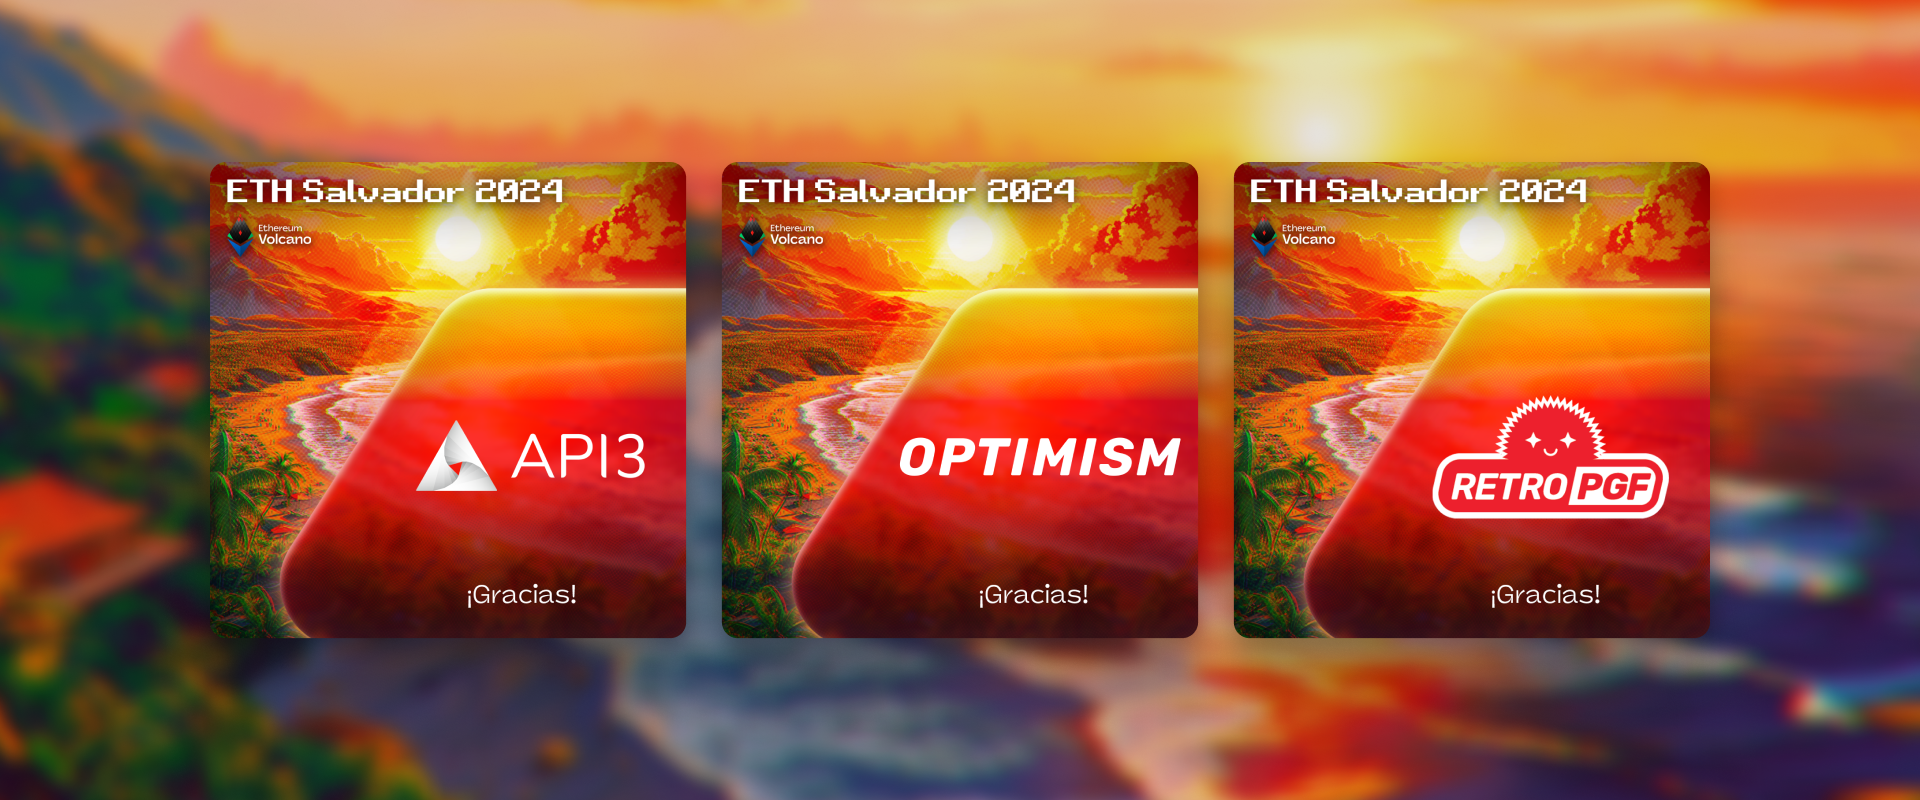 ETH Salvador 2024
Ethereum
Volcano
API3
¡Gracias!
ETH Salvador 2024
Ethereum
Volcano
OPTIMISM
¡Gracias!
ETH Salvador 2024
Ethereum
Volcano
RETRO PGF
¡Gracias!